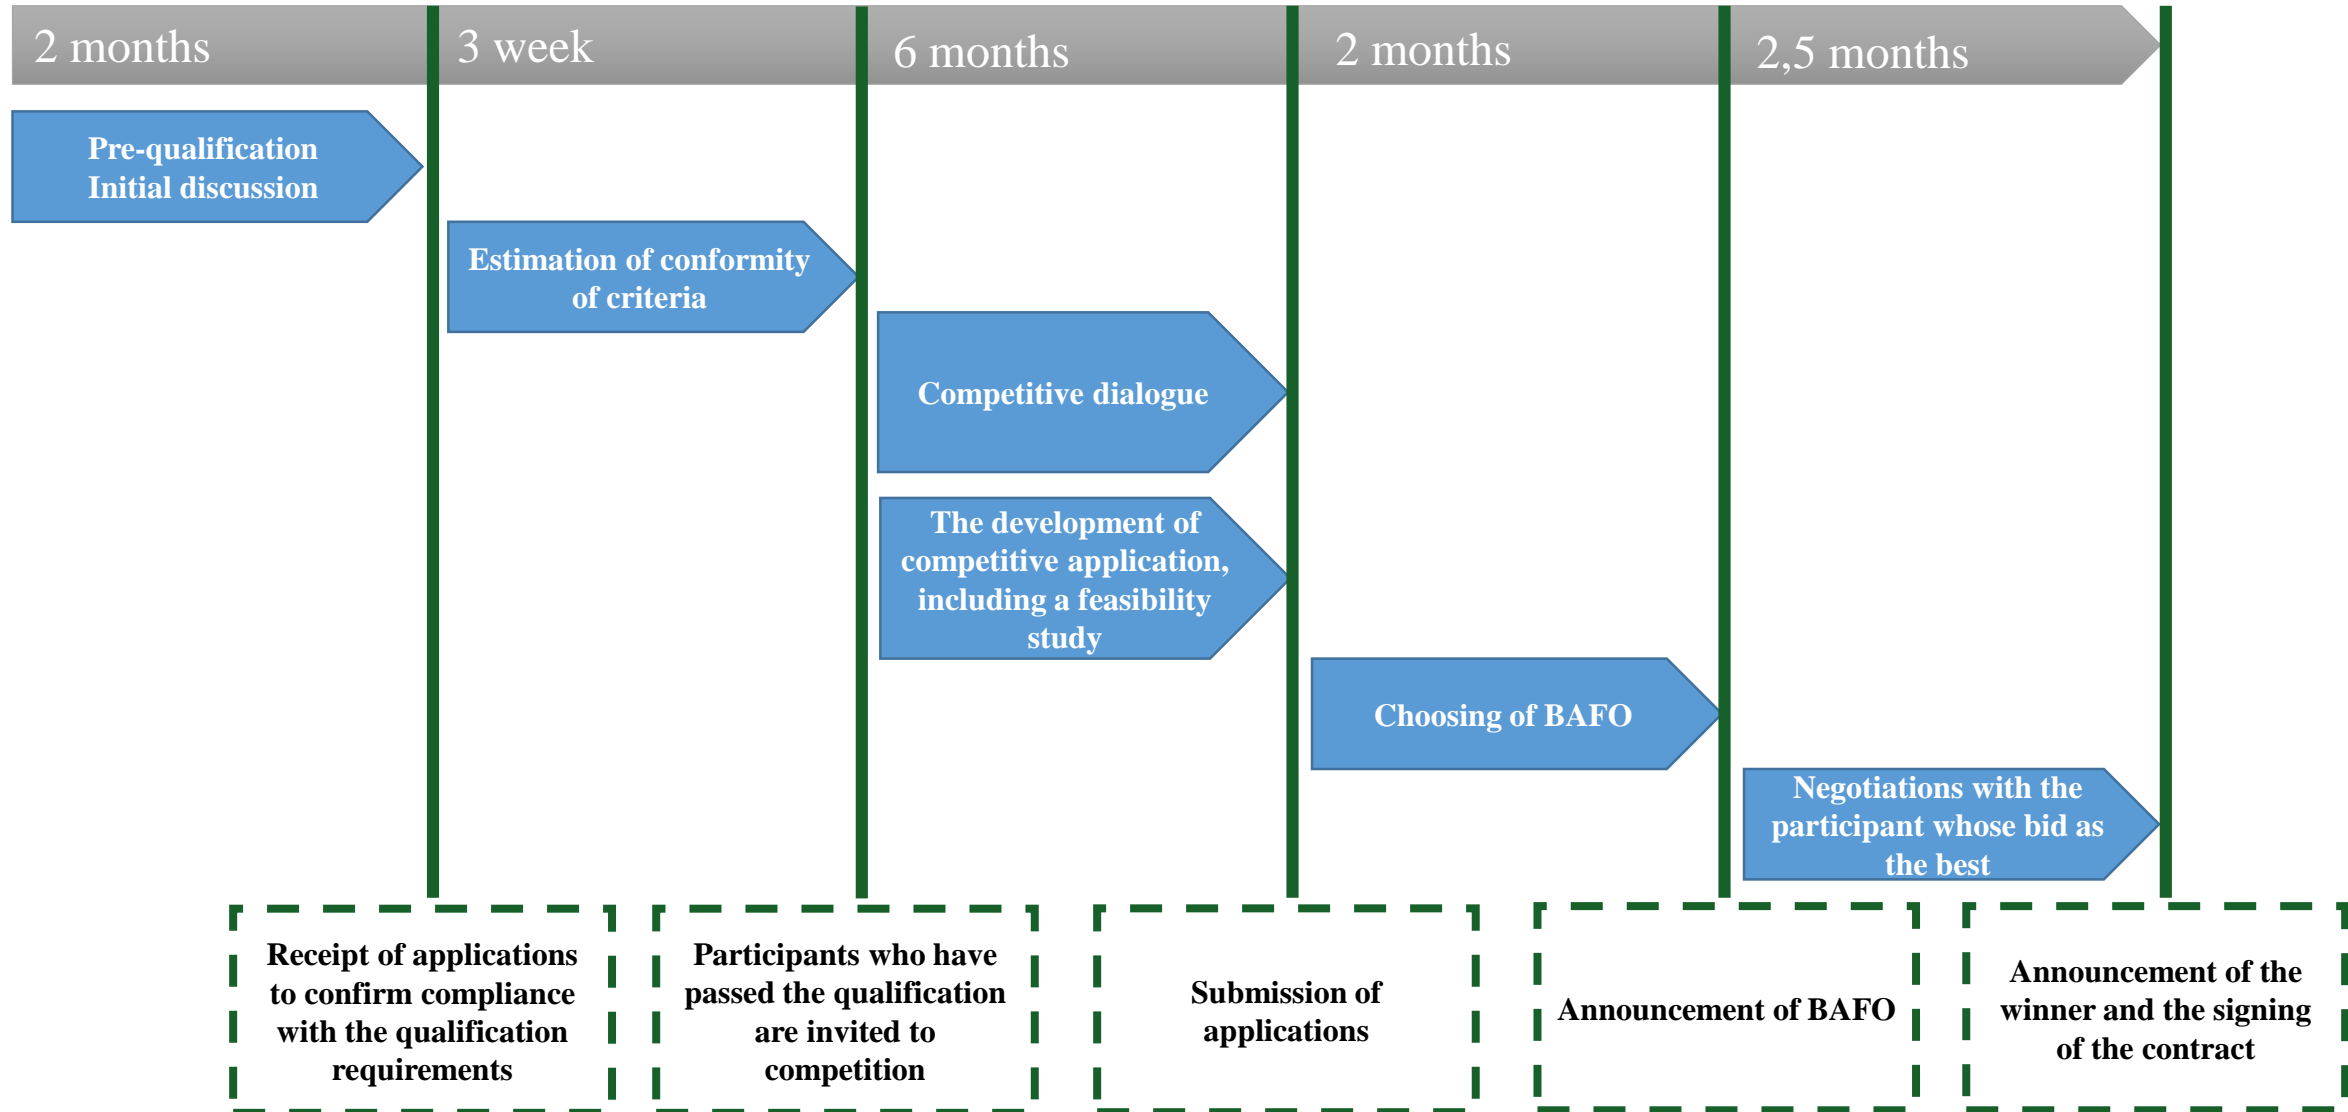 2 months
3 week
6 months
2 months
2,5 months
Pre-qualification
Initial discussion
Estimation of conformity
of criteria
Competitive dialogue
The development of
competitive application,
including a feasibility
study
Choosing of BAFO
Negotiations with the
participant whose bid as
the best
Receipt of applications
to confirm compliance
with the qualification
requirements
Participants who have
passed the qualification
are invited to
competition
Submission of
applications
Announcement of BAFO
Announcement of the
winner and the signing
of the contract